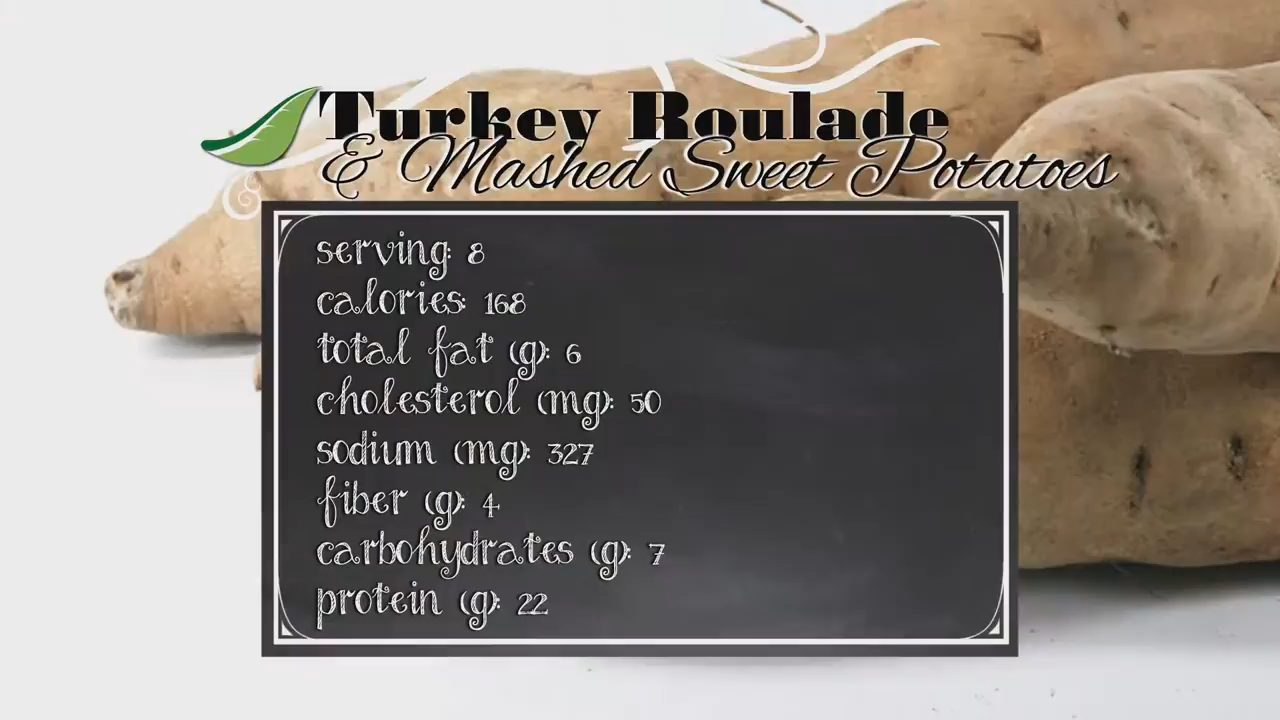 Turkey Roulade
& Mashed Sweet Potatoes
serving: 8
calories: 168
total fat (g): 6
cholesterol (mg): 50
sodium (mg): 327
fiber (g): 4
carbohydrates (g): 7
protein (g): 22